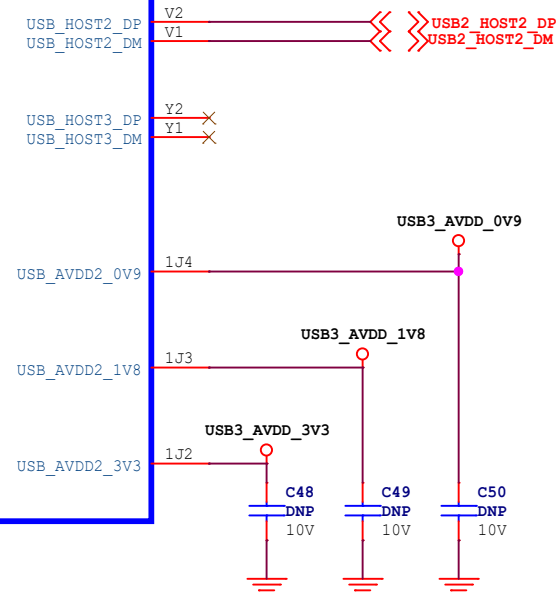 USB_HOST2_DP V2 USB2_HOST2_DP
USB_HOST2_DM V1 USB2_HOST2_DM
USB_HOST3_DP Y2
USB_HOST3_DM Y1
USB3_AVDD_0V9
USB_AVDD2_0V9 1J4
USB3_AVDD_1V8
USB_AVDD2_1V8 1J3
USB3_AVDD_3V3
USB_AVDD2_3V3 1J2
C48 C49 C50
DNP DNP DNP
10V 10V 10V